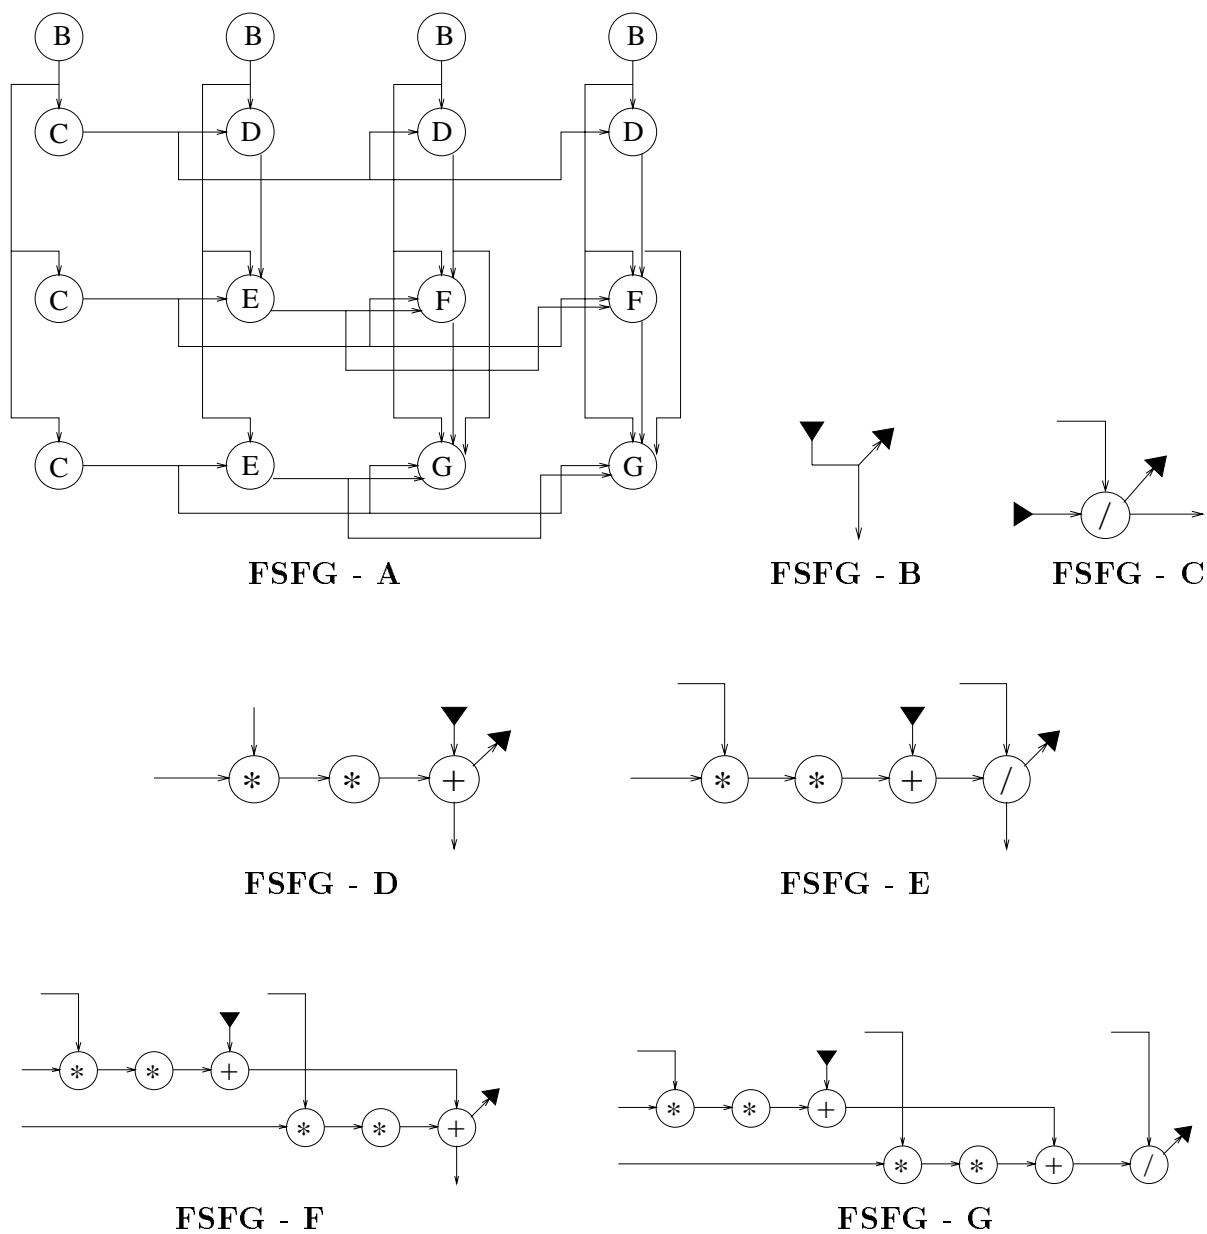 B B B B
C D D D
C E F F
C E G G
FSFG - A
/
FSFG - B FSFG - C
* * +
* * + /
FSFG - D FSFG - E
* * +
* * +
* * +
* * + /
FSFG - F FSFG - G